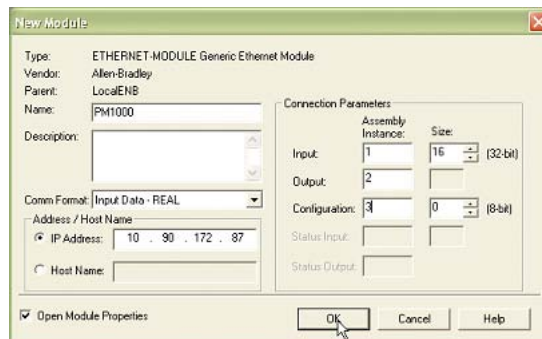 New Module
Type: ETHERNET-MODULE Generic Ethernet Module
Vendor: Allen-Bradley
Parent: LocalENB
Name: PM1000
Description:
Comm Format: Input Data - REAL
Address / Host Name
IP Address: 10 . 90 . 172 . 87
Host Name:
Connection Parameters
Assembly Instance: Size:
Input: 1 16 (32-bit)
Output: 2
Configuration: 3 0 (8-bit)
Status Input:
Status Output:
Open Module Properties
OK Cancel Help